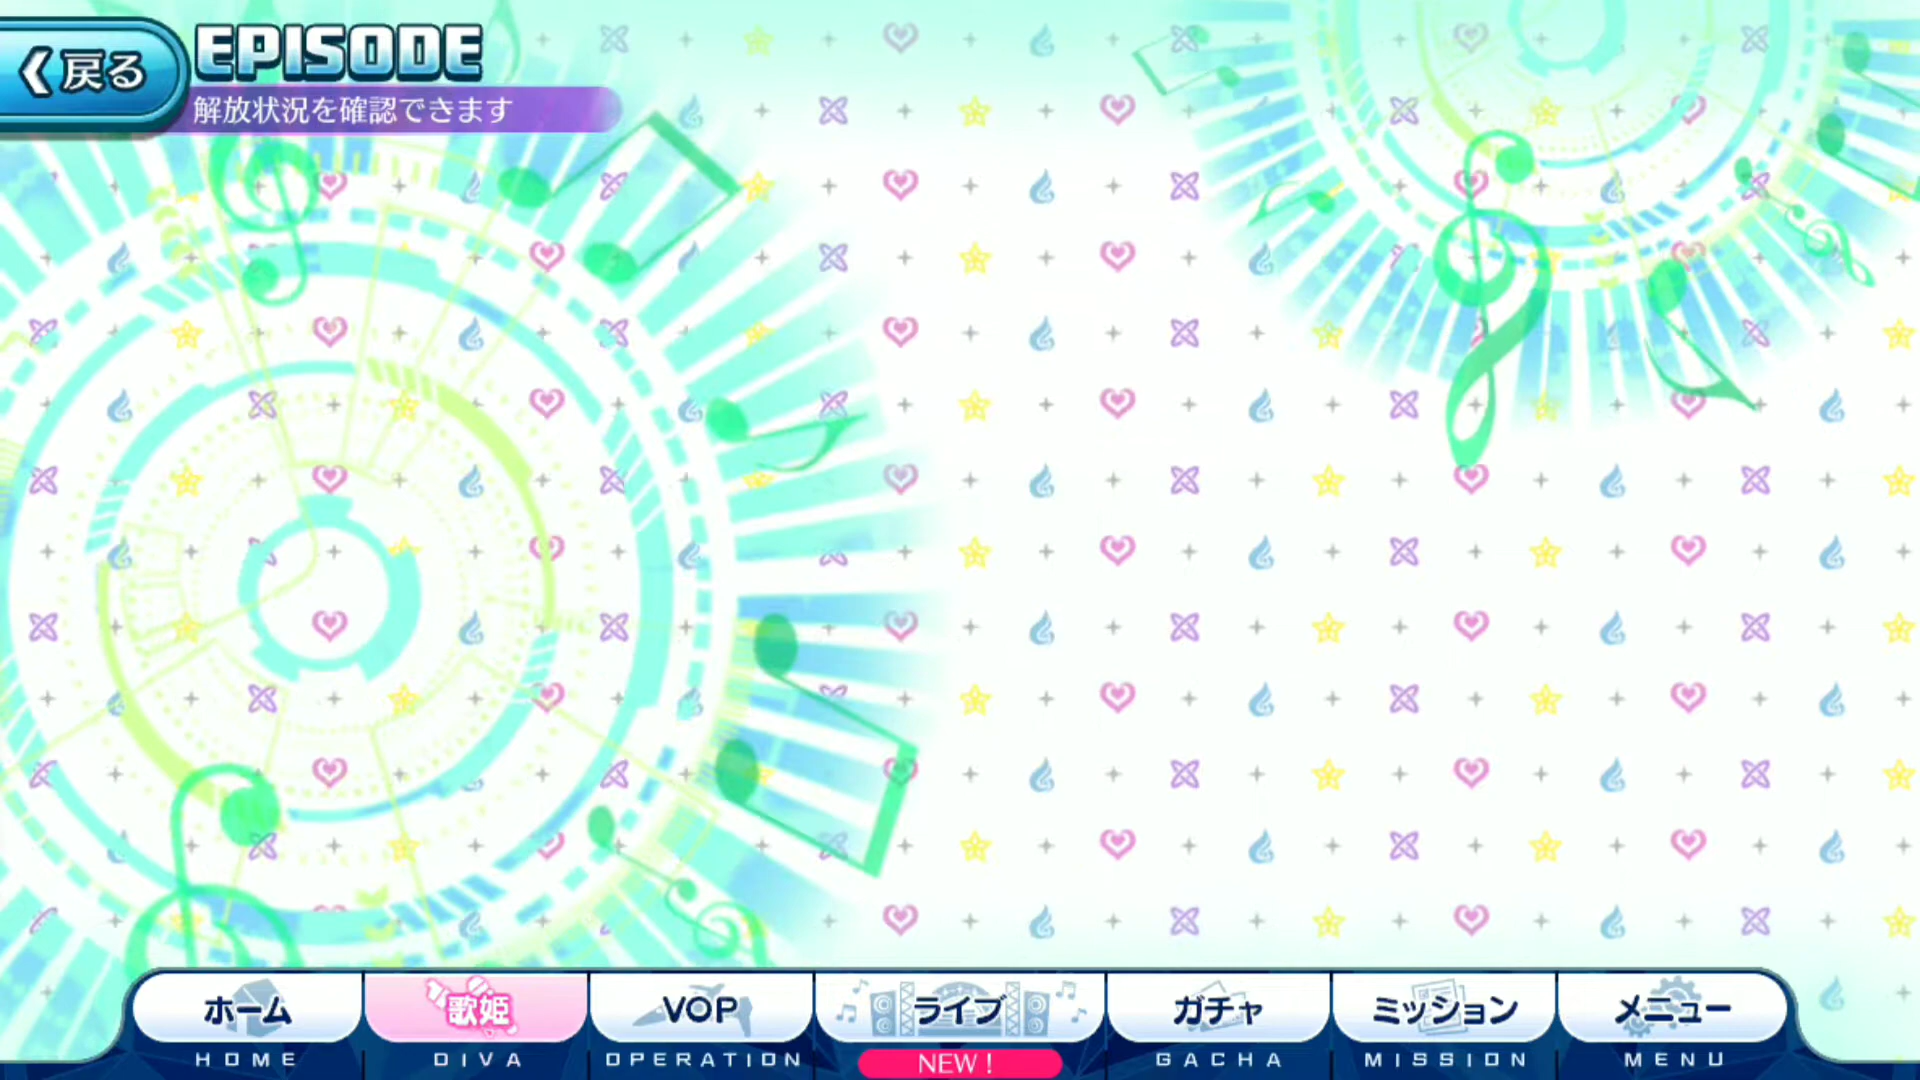 戻る
EPISODE
解放状況を確認できます
ホーム
HOME
歌姫
DIVA
VOP
OPERATION
ライブ
NEW!
ガチャ
GACHA
ミッション
MISSION
メニュー
MENU